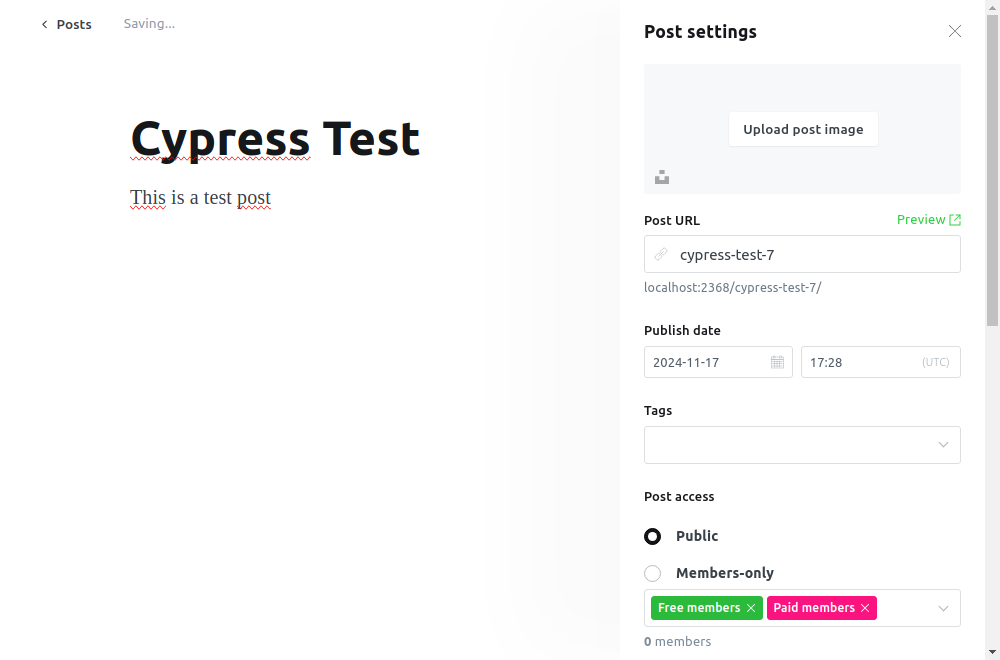 Posts
Saving...
Cypress Test
This is a test post
Post settings
Upload post image
Post URL
Preview
cypress-test-7
localhost:2368/cypress-test-7/
Publish date
2024-11-17
17:28
(UTC)
Tags
Post access
Public
Members-only
Free members
Paid members
0 members